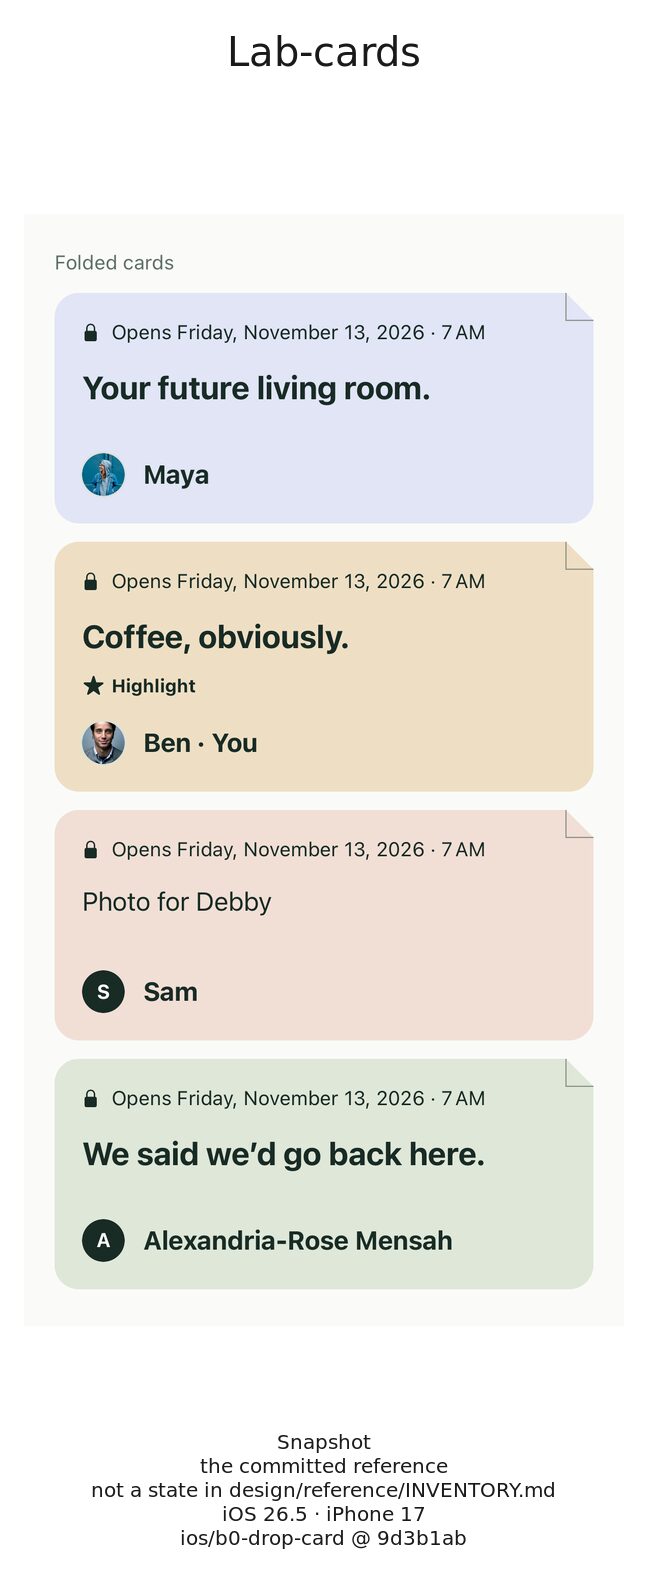 Lab-cards
Folded cards
Opens Friday, November 13, 2026 · 7 AM
Your future living room.
Maya
Opens Friday, November 13, 2026 · 7 AM
Coffee, obviously.
Highlight
Ben · You
Opens Friday, November 13, 2026 · 7 AM
Photo for Debby
S
Sam
Opens Friday, November 13, 2026 · 7 AM
We said we’d go back here.
A
Alexandria-Rose Mensah
Snapshot
the committed reference
not a state in design/reference/INVENTORY.md
iOS 26.5 · iPhone 17
ios/b0-drop-card @ 9d3b1ab